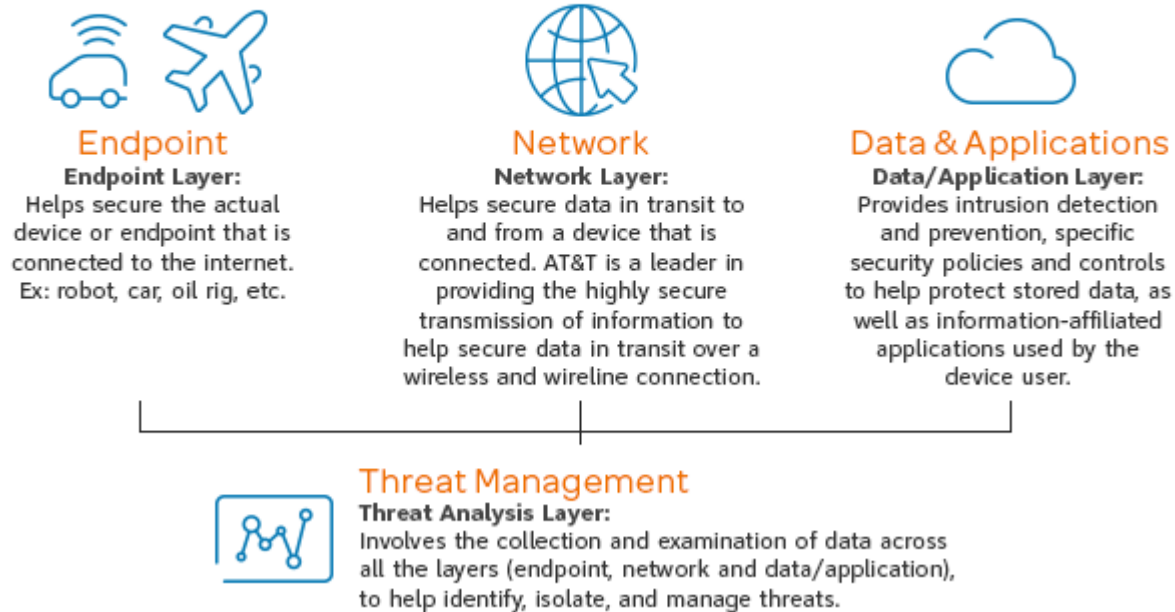 Endpoint
Endpoint Layer:
Helps secure the actual
device or endpoint that is
connected to the internet.
Ex: robot, car, oil rig, etc.
Network
Network Layer:
Helps secure data in transit to
and from a device that is
connected. AT&T is a leader in
providing the highly secure
transmission of information to
help secure data in transit over a
wireless and wireline connection.
Data & Applications
Data/Application Layer:
Provides intrusion detection
and prevention, specific
security policies and controls
to help protect stored data, as
well as information-affiliated
applications used by the
device user.
Threat Management
Threat Analysis Layer:
Involves the collection and examination of data across
all the layers (endpoint, network and data/application),
to help identify, isolate, and manage threats.